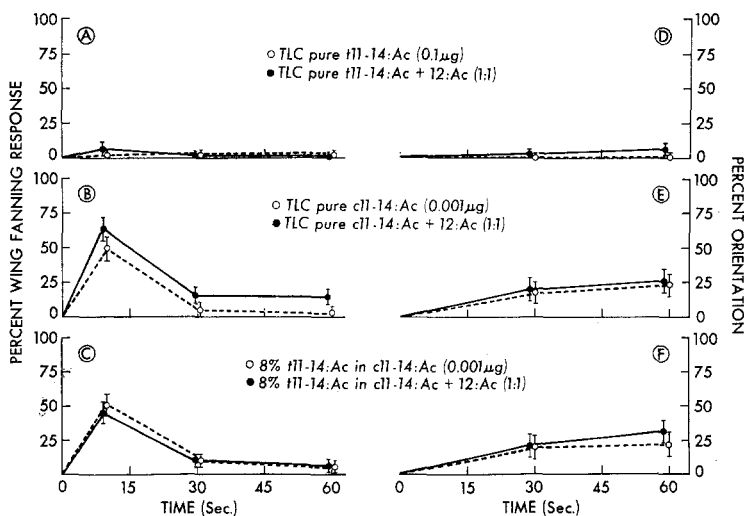 PERCENT WING FANNING RESPONSE
PERCENT ORIENTATION
A
100
75
50
25
0
○ TLC pure t11-14:Ac (0.1μg)
● TLC pure t11-14:Ac + 12:Ac (1:1)
D
100
75
50
25
0
B
100
75
50
25
0
○ TLC pure c11-14:Ac (0.001μg)
● TLC pure c11-14:Ac + 12:Ac (1:1)
E
100
75
50
25
0
C
100
75
50
25
0
○ 8% t11-14:Ac in c11-14:Ac (0.001μg)
● 8% t11-14:Ac in c11-14:Ac + 12:Ac (1:1)
F
100
75
50
25
0
0 15 30 45 60
TIME (Sec.)
0 15 30 45 60
TIME (Sec.)